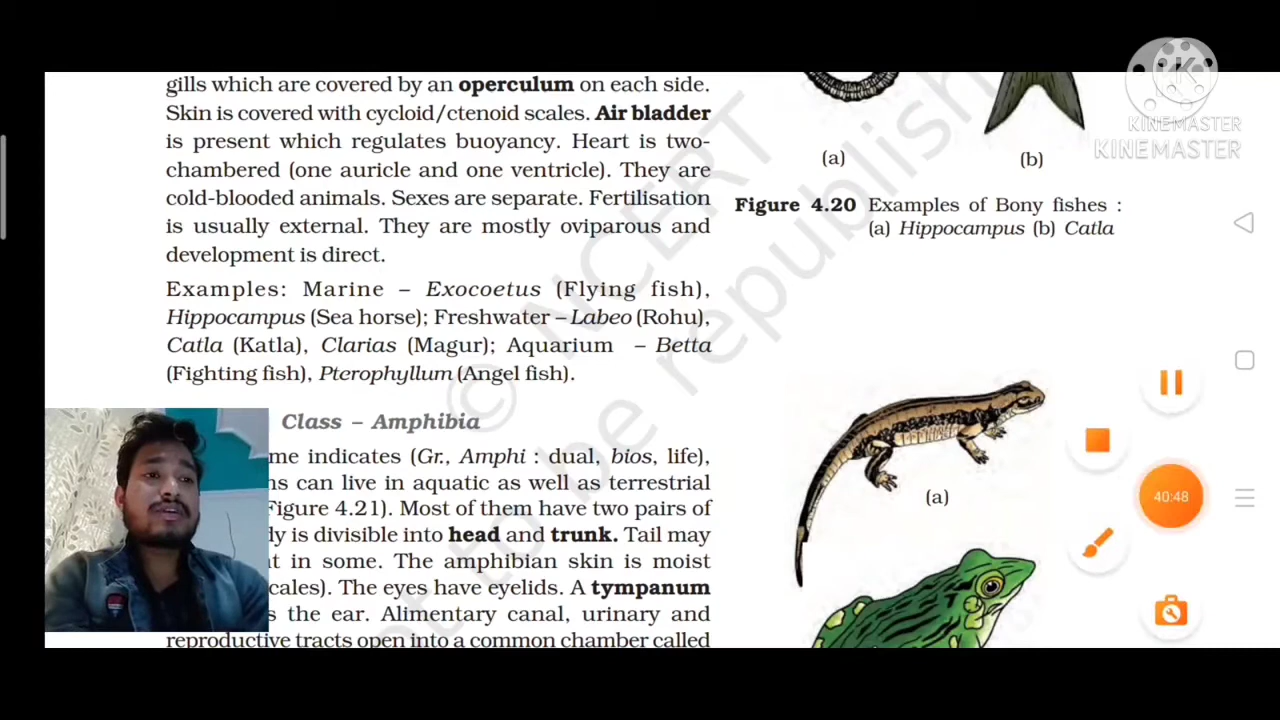 gills which are covered by an operculum on each side.
Skin is covered with cycloid/ctenoid scales. Air bladder
is present which regulates buoyancy. Heart is two-
chambered (one auricle and one ventricle). They are
cold-blooded animals. Sexes are separate. Fertilisation
is usually external. They are mostly oviparous and
development is direct.
Examples: Marine – Exocoetus (Flying fish),
Hippocampus (Sea horse); Freshwater – Labeo (Rohu),
Catla (Katla), Clarias (Magur); Aquarium – Betta
(Fighting fish), Pterophyllum (Angel fish).
Class – Amphibia
indicates (Gr., Amphi : dual, bios, life),
can live in aquatic as well as terrestrial
Figure 4.21). Most of them have two pairs of
is divisible into head and trunk. Tail may
in some. The amphibian skin is moist
The eyes have eyelids. A tympanum
the ear. Alimentary canal, urinary and
reproductive tracts open into a common chamber called
(a)
(b)
Figure 4.20 Examples of Bony fishes :
(a) Hippocampus (b) Catla
(a)
© NCERT
be republish
KINEMASTER
KINEMASTER
40:48